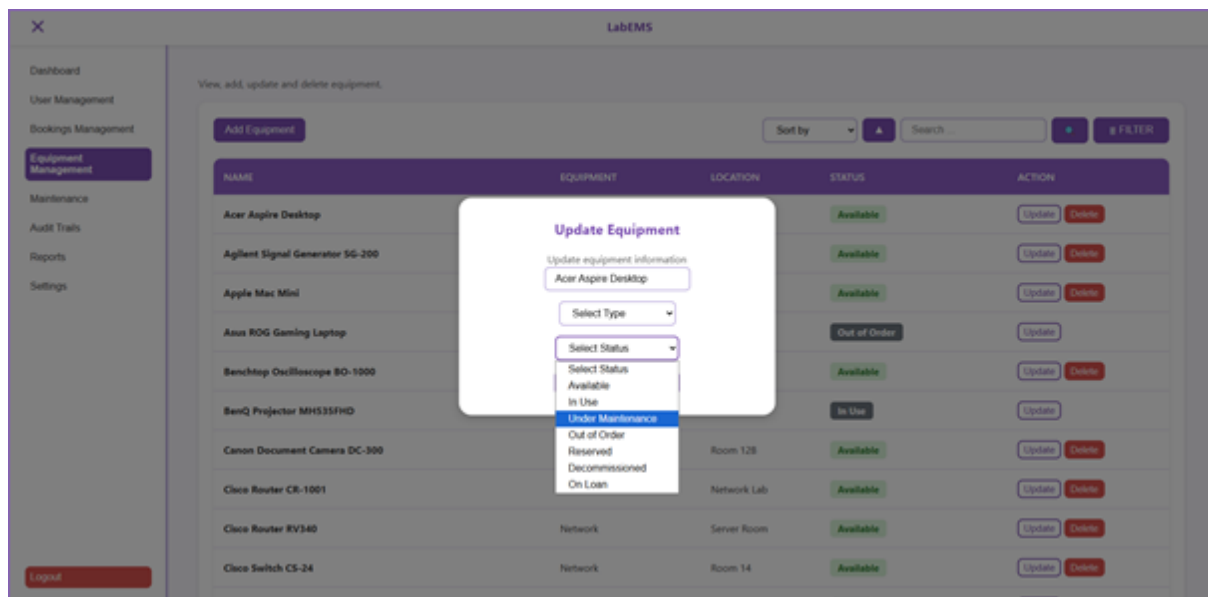 LabEMS
Dashboard
User Management
Bookings Management
Equipment
Management
Maintenance
Audit Trails
Reports
Settings
Logout
View, add, update and delete equipment.
Add Equipment
Sort by
▲
Search ...
FILTER
NAME EQUIPMENT LOCATION STATUS ACTION
Acer Aspire Desktop Available Update Delete
Agilent Signal Generator SG-200 Available Update Delete
Apple Mac Mini Available Update Delete
Asus ROG Gaming Laptop Out of Order Update
Benchtop Oscilloscope BO-1000 Available Update Delete
BenQ Projector MH535FHD In Use Update
Canon Document Camera DC-300 Room 12B Available Update Delete
Cisco Router CR-1001 Network Lab Available Update Delete
Cisco Router RV340 Network Server Room Available Update Delete
Cisco Switch CS-24 Network Room 14 Available Update Delete
Update Equipment
Update equipment information
Acer Aspire Desktop
Select Type
Select Status
Select Status
Available
In Use
Under Maintenance
Out of Order
Reserved
Decommissioned
On Loan